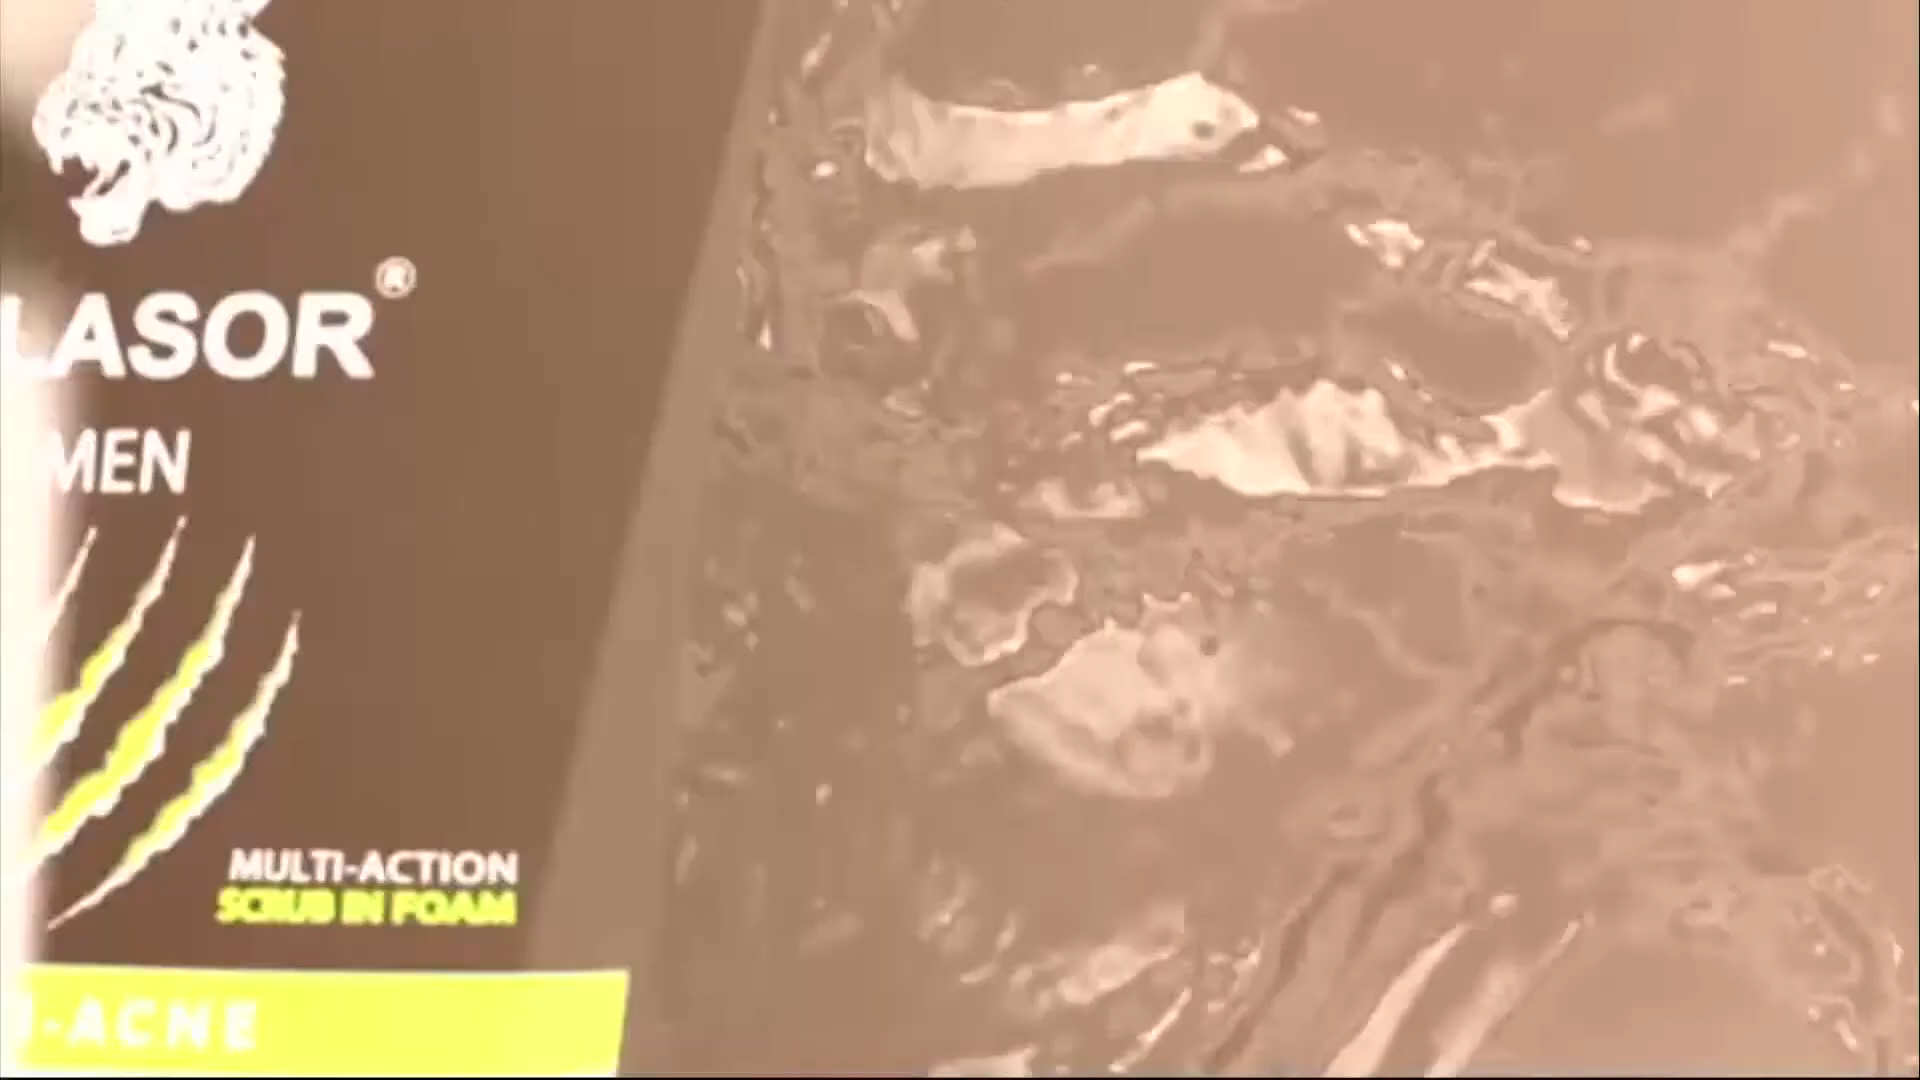 LASOR®
MEN
MULTI-ACTION
SCRUB IN FOAM
-ACNE